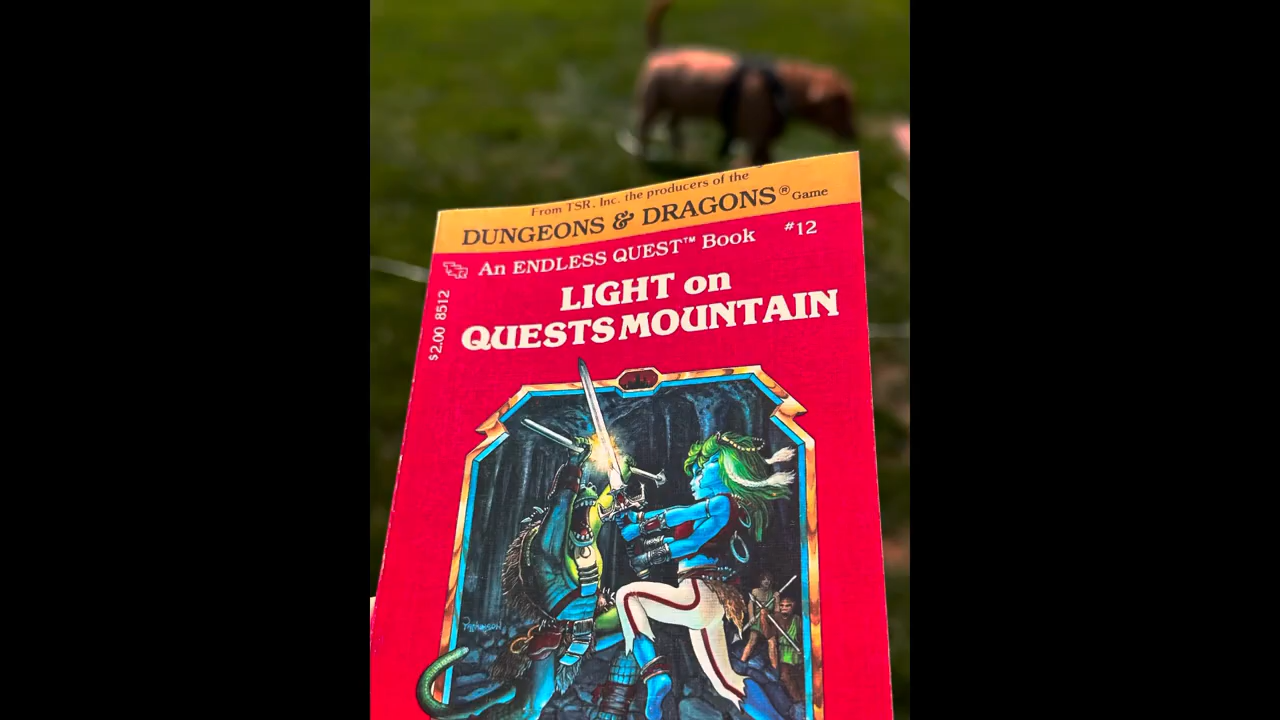 From TSR, Inc. the producers of the
DUNGEONS & DRAGONS® Game
An ENDLESS QUEST™ Book #12
TSR
LIGHT on
QUESTS MOUNTAIN
$2.00 8512